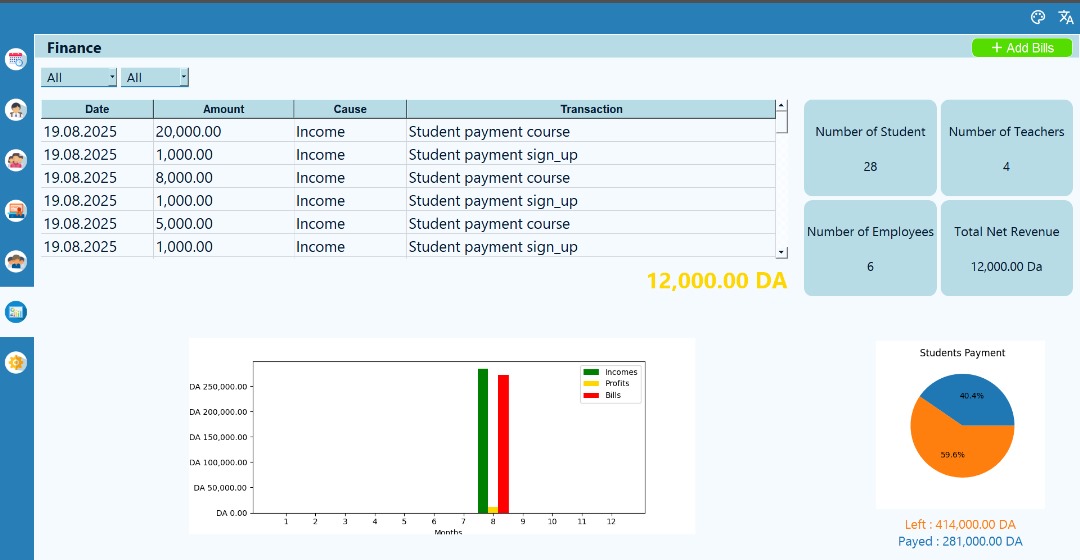 Finance
+ Add Bills
All All
Date Amount Cause Transaction
19.08.2025 20,000.00 Income Student payment course
19.08.2025 1,000.00 Income Student payment sign_up
19.08.2025 8,000.00 Income Student payment course
19.08.2025 1,000.00 Income Student payment sign_up
19.08.2025 5,000.00 Income Student payment course
19.08.2025 1,000.00 Income Student payment sign_up
12,000.00 DA
Number of Student
28
Number of Teachers
4
Number of Employees
6
Total Net Revenue
12,000.00 Da
DA 250,000.00
DA 200,000.00
DA 150,000.00
DA 100,000.00
DA 50,000.00
DA 0.00
1 2 3 4 5 6 7 8 9 10 11 12
Months
Incomes
Profits
Bills
Students Payment
40.4%
59.6%
Left : 414,000.00 DA
Payed : 281,000.00 DA